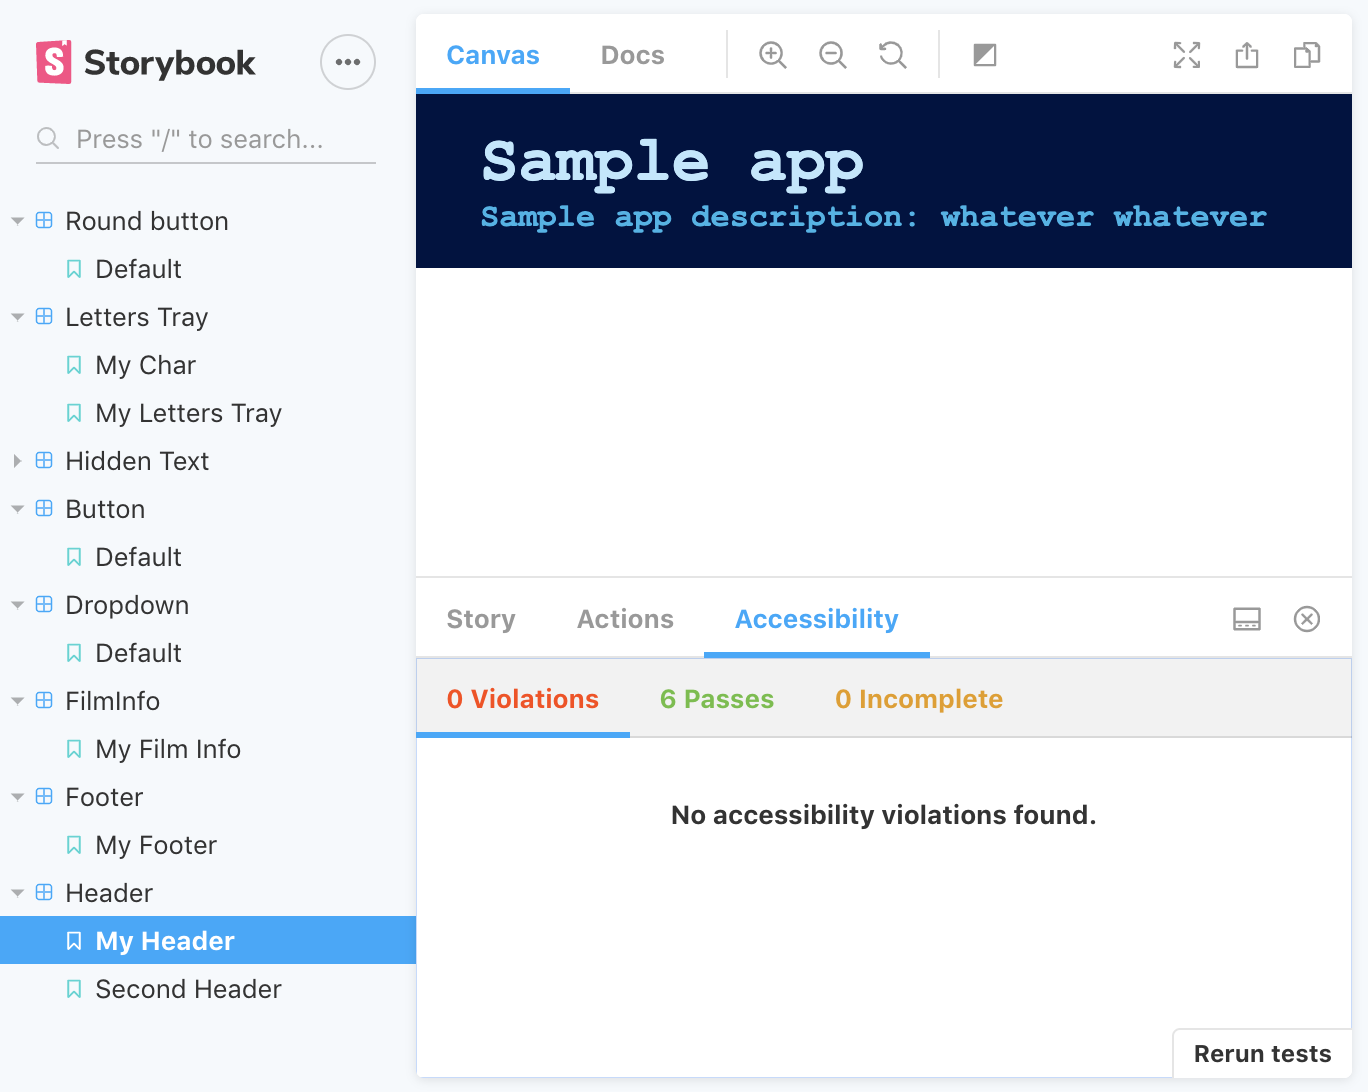 Storybook
Press "/" to search...
Round button
Default
Letters Tray
My Char
My Letters Tray
Hidden Text
Button
Default
Dropdown
Default
FilmInfo
My Film Info
Footer
My Footer
Header
My Header
Second Header
Canvas Docs
Sample app
Sample app description: whatever whatever
Story Actions Accessibility
0 Violations 6 Passes 0 Incomplete
No accessibility violations found.
Rerun tests